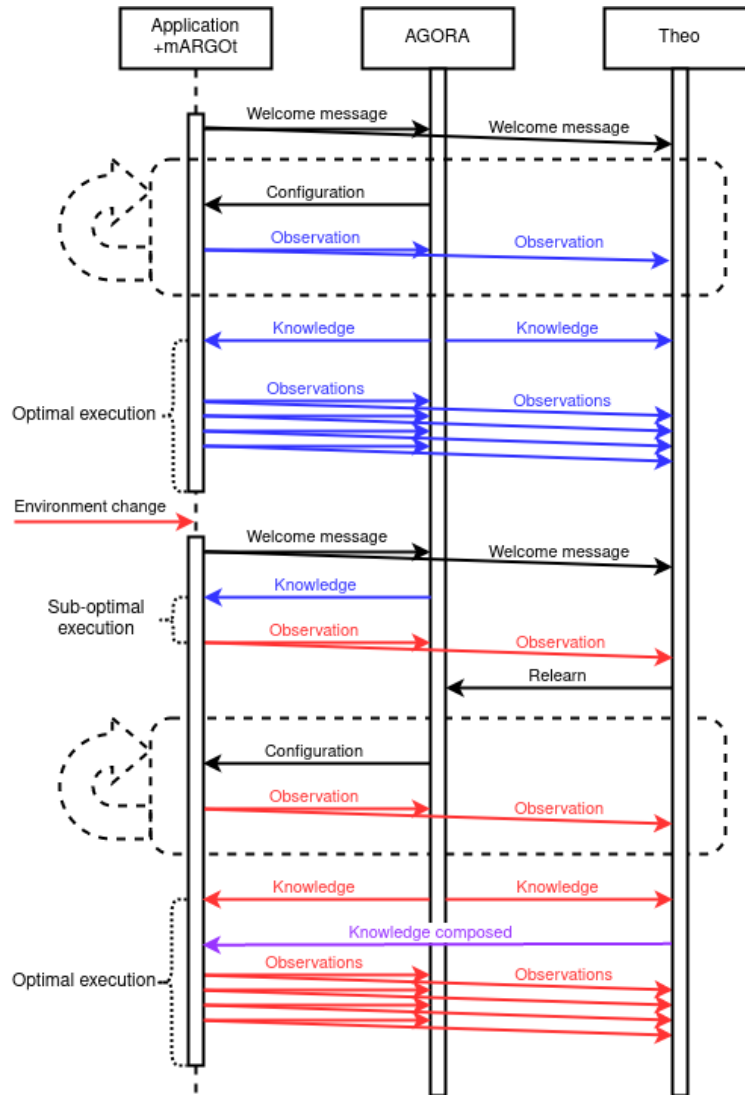 Application
+mARGOt
AGORA
Theo
Welcome message
Welcome message
Configuration
Observation
Observation
Knowledge
Knowledge
Observations
Observations
Optimal execution
Environment change
Welcome message
Welcome message
Knowledge
Sub-optimal
execution
Observation
Observation
Relearn
Configuration
Observation
Observation
Knowledge
Knowledge
Knowledge composed
Observations
Observations
Optimal execution